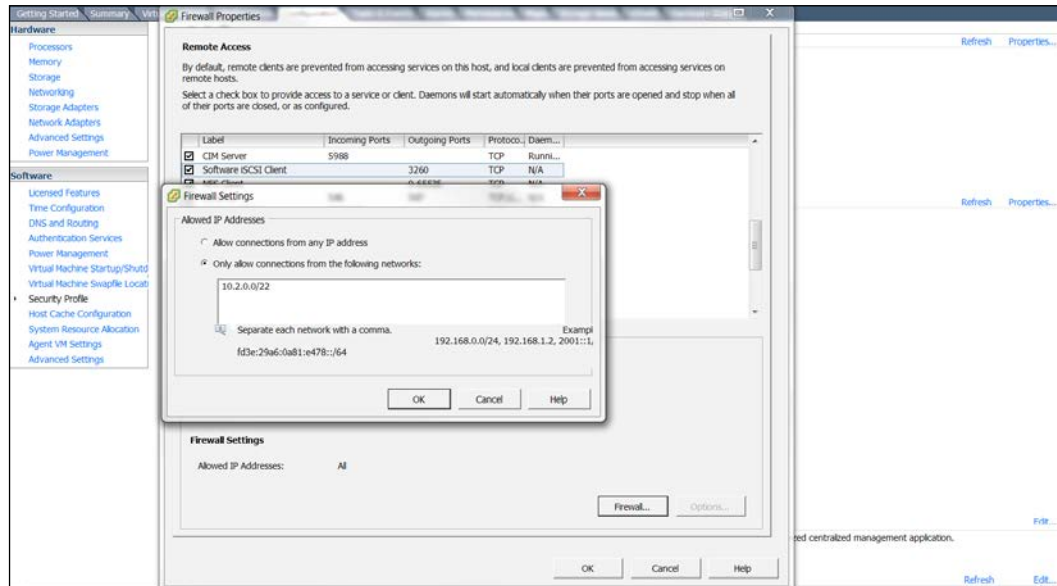 Getting Started Summary
Firewall Properties
Hardware
Processors
Memory
Storage
Networking
Storage Adapters
Network Adapters
Advanced Settings
Power Management
Software
Licensed Features
Time Configuration
DNS and Routing
Authentication Services
Power Management
Virtual Machine Startup/Shutd
Virtual Machine Swapfile Locati
Security Profile
Host Cache Configuration
System Resource Allocation
Agent VM Settings
Advanced Settings
Remote Access
By default, remote clients are prevented from accessing services on this host, and local clients are prevented from accessing services on
remote hosts.
Select a check box to provide access to a service or client. Daemons will start automatically when their ports are opened and stop when all
of their ports are closed, or as configured.
Label Incoming Ports Outgoing Ports Protoco... Daem...
CIM Server 5988 TCP Runni...
Software iSCSI Client 3260 TCP N/A
Firewall Settings
Allowed IP Addresses
Allow connections from any IP address
Only allow connections from the following networks:
10.2.0.0/22
Separate each network with a comma.
Exampl
192.168.0.0/24, 192.168.1.2, 2001::1,
fd3e:29a6:0a81:e478::/64
OK Cancel Help
Firewall Settings
Allowed IP Addresses: All
Firewall... Options...
OK Cancel Help
Refresh Properties...
Refresh Properties...
Edit...
centralized management application.
Refresh Edit...